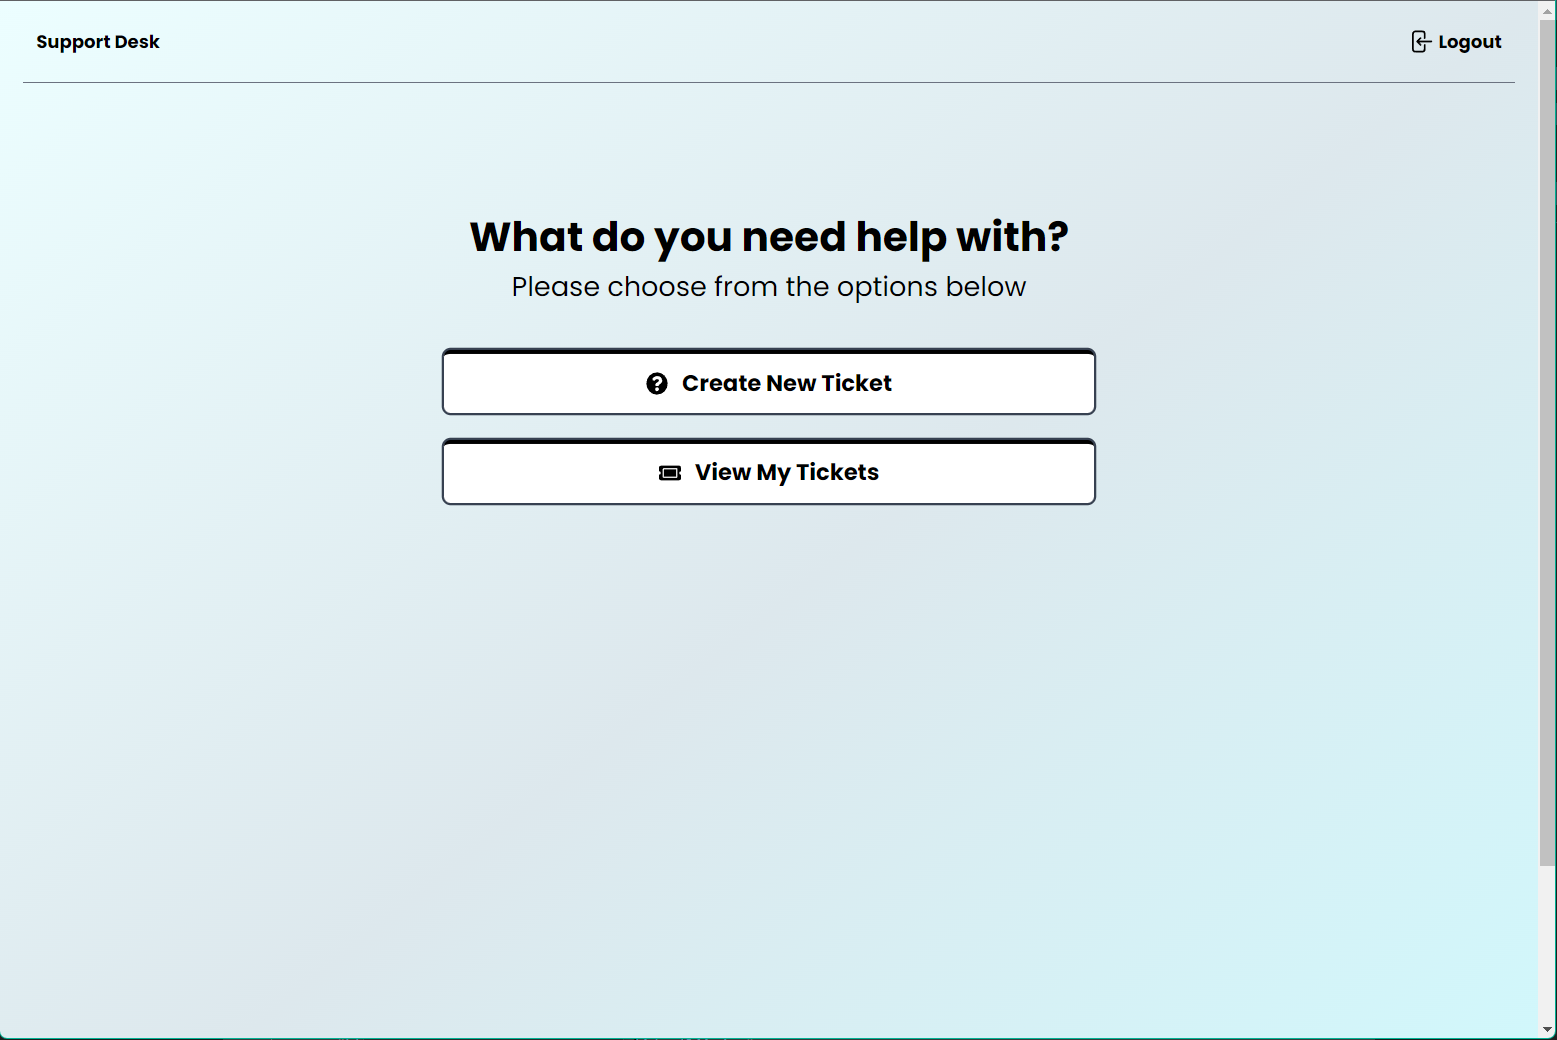 Support Desk
Logout
What do you need help with?
Please choose from the options below
Create New Ticket
View My Tickets